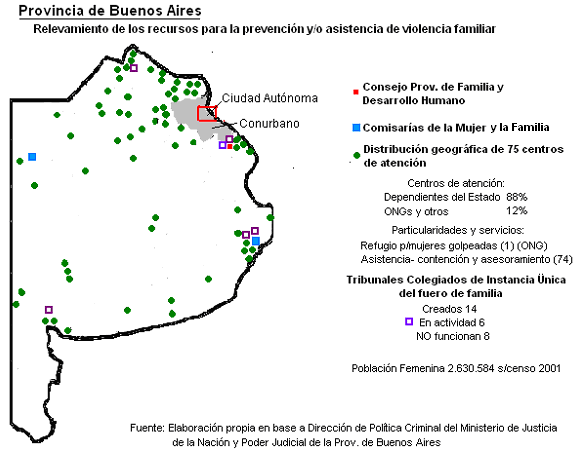 Provincia de Buenos Aires
Relevamiento de los recursos para la prevención y/o asistencia de violencia familiar
Ciudad Autónoma
Conurbano
Consejo Prov. de Familia y
Desarrollo Humano
Comisarías de la Mujer y la Familia
Distribución geográfica de 75 centros
de atención
Centros de atención:
Dependientes del Estado 88%
ONGs y otros 12%
Particularidades y servicios:
Refugio p/mujeres golpeadas (1) (ONG)
Asistencia- contención y asesoramiento (74)
Tribunales Colegiados de Instancia Única
del fuero de familia
Creados 14
En actividad 6
NO funcionan 8
Población Femenina 2.630.584 s/censo 2001
Fuente: Elaboración propia en base a Dirección de Política Criminal del Ministerio de Justicia
de la Nación y Poder Judicial de la Prov. de Buenos Aires